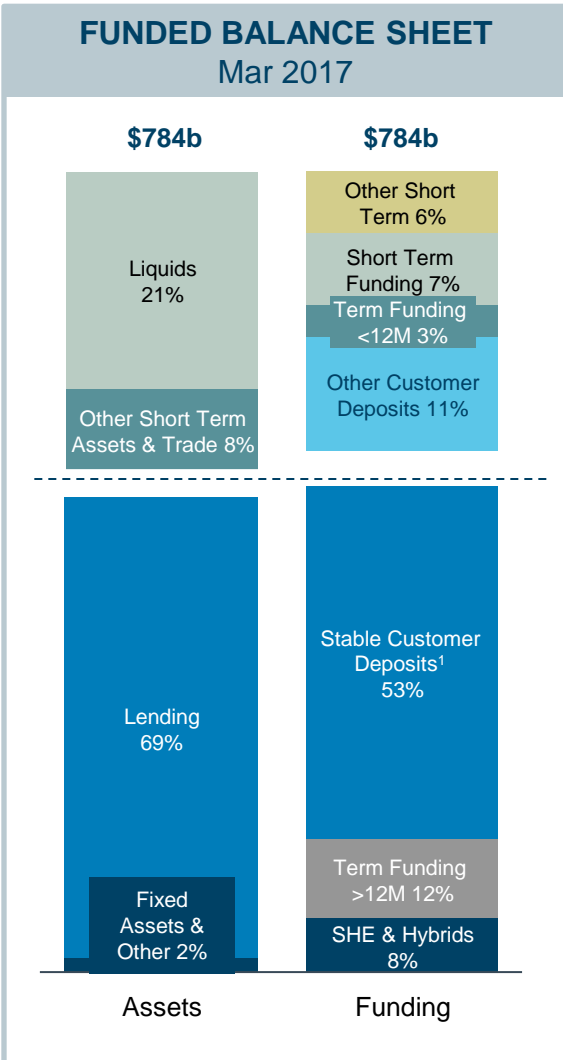 FUNDED BALANCE SHEET
Mar 2017
$784b
$784b
Liquids
21%
Other Short Term
Assets & Trade 8%
Lending
69%
Fixed
Assets &
Other 2%
Other Short
Term 6%
Short Term
Funding 7%
Term Funding
<12M 3%
Other Customer
Deposits 11%
Stable Customer
Deposits¹
53%
Term Funding
>12M 12%
SHE & Hybrids
8%
Assets
Funding